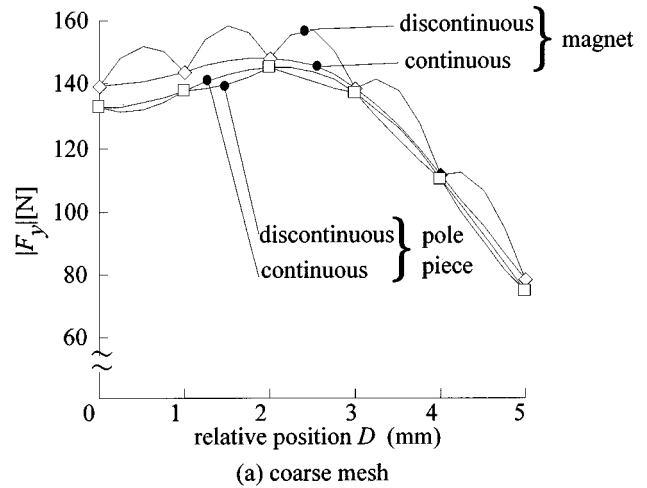 160
140
120
100
80
60
|F_y|[N]
discontinuous
continuous
} magnet
discontinuous
continuous
} pole
piece
0 1 2 3 4 5
relative position D (mm)
(a) coarse mesh